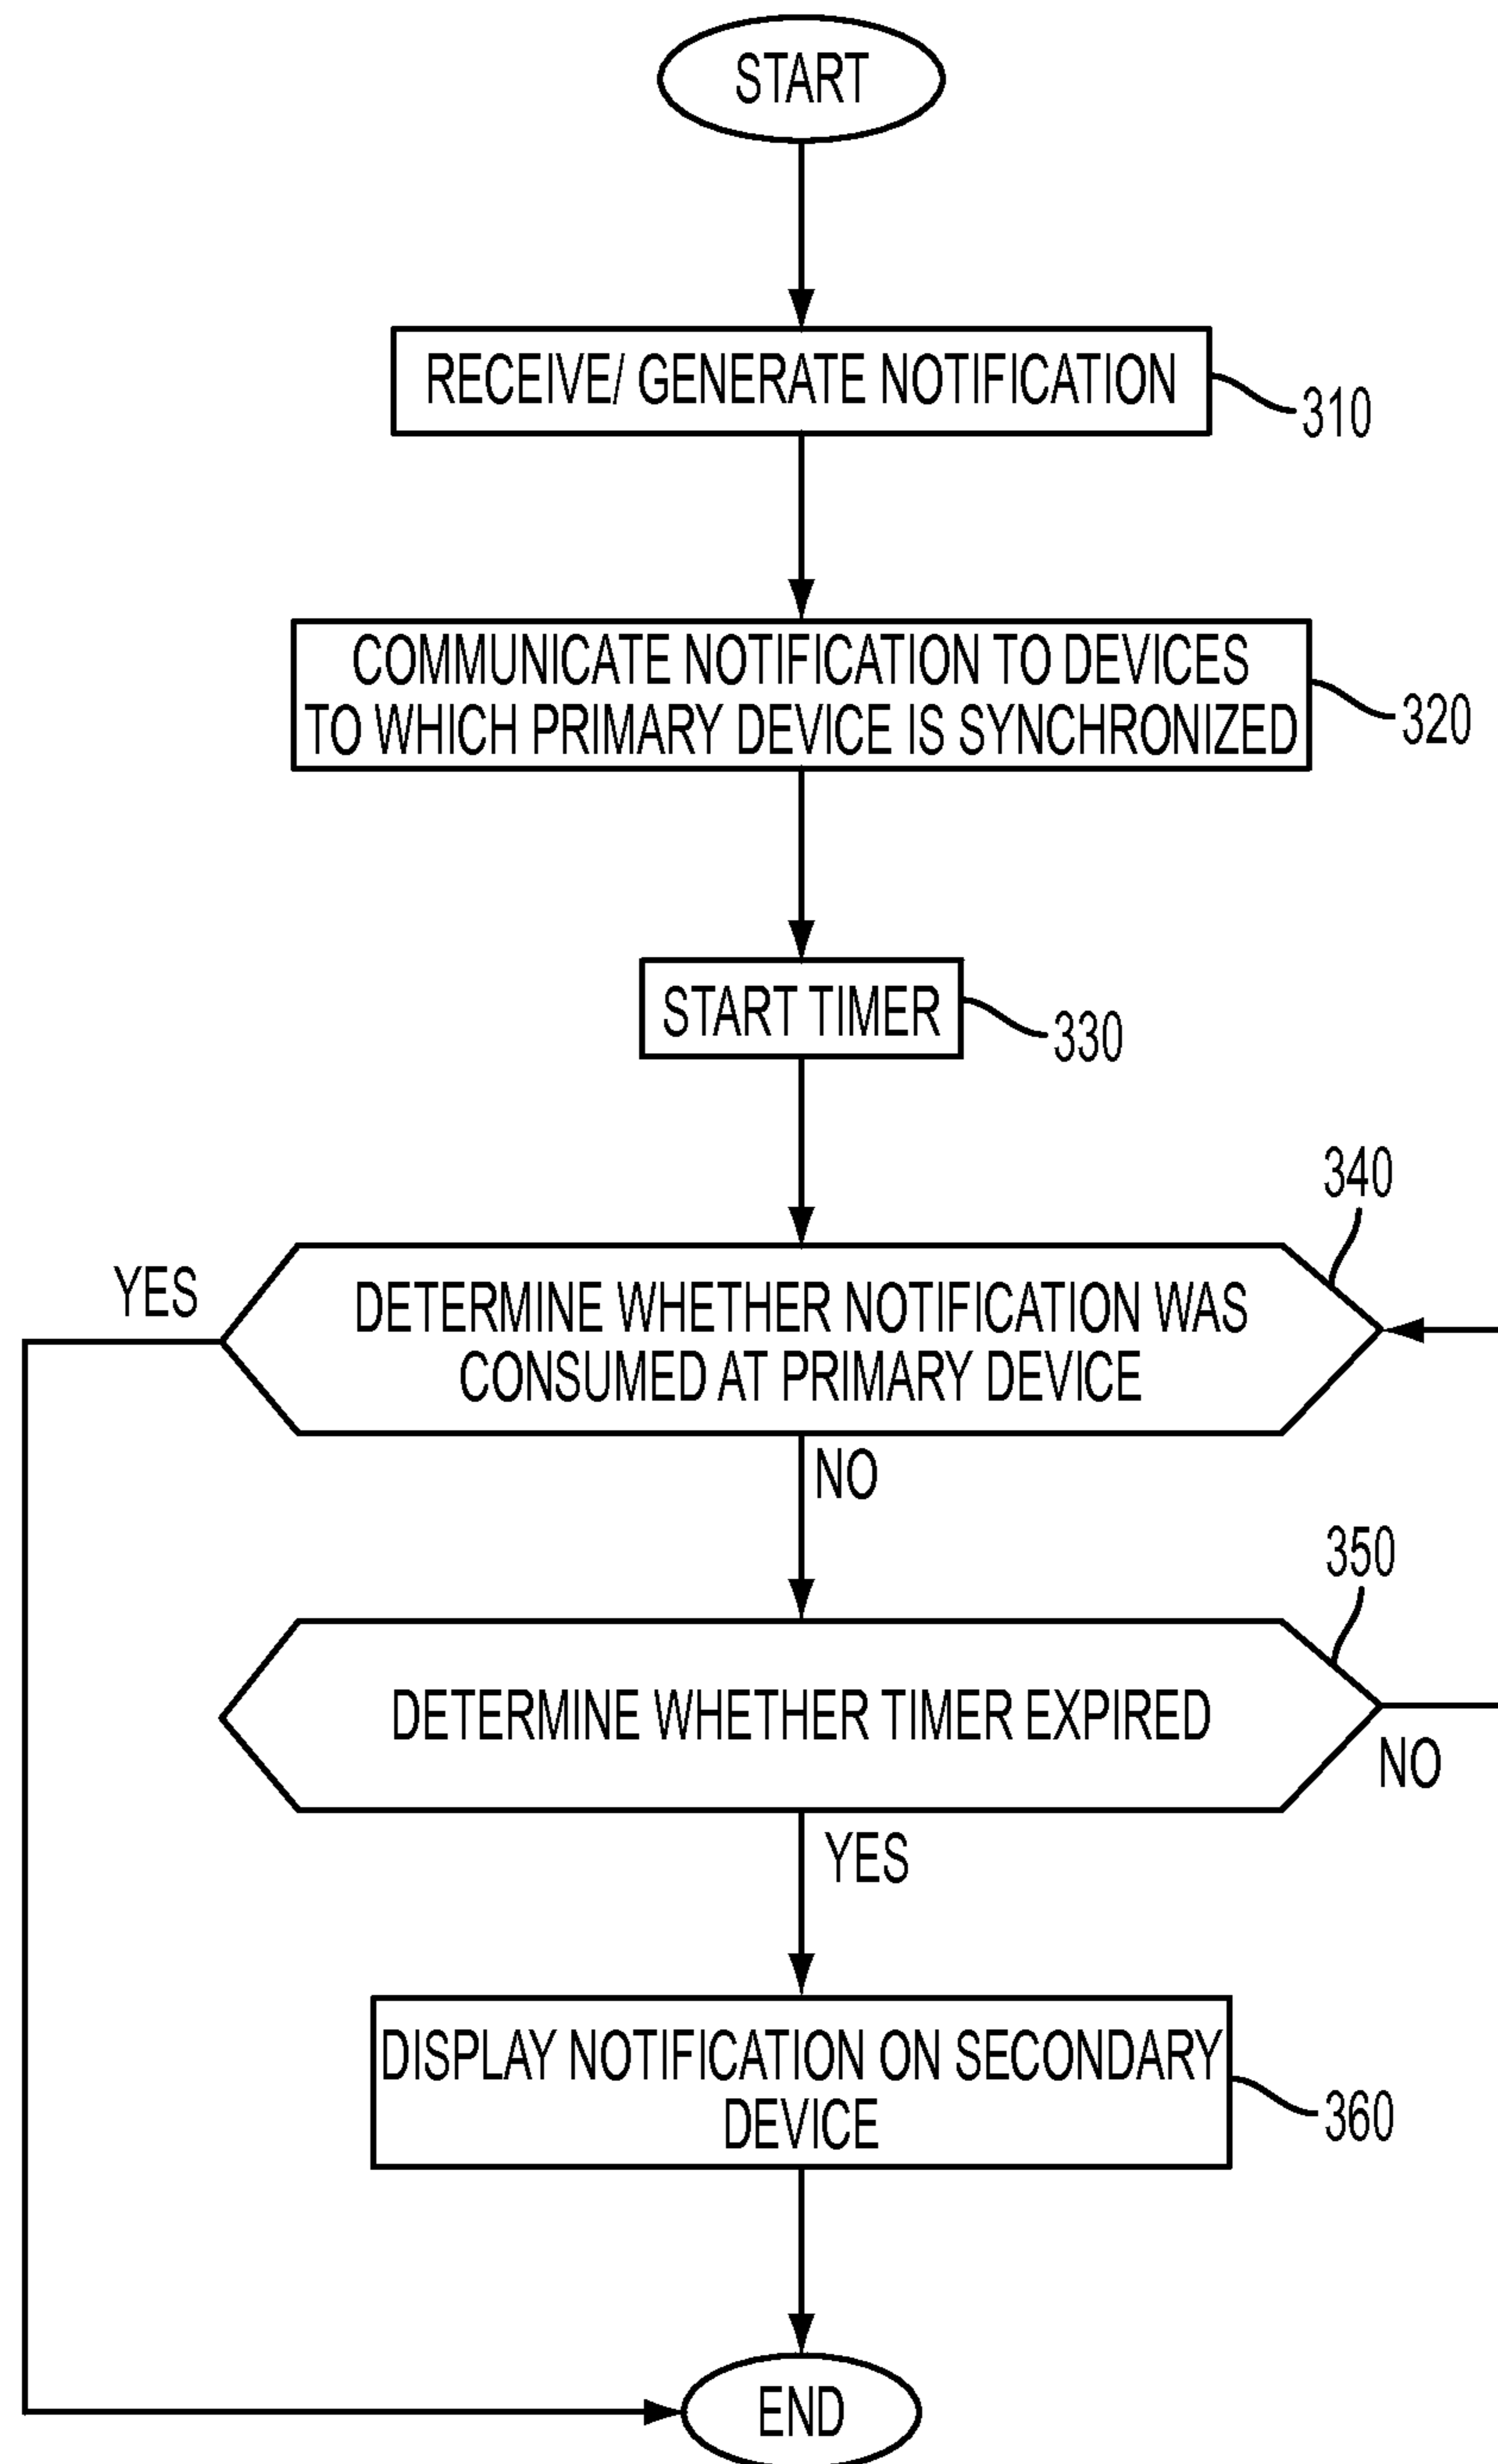 START
RECEIVE/ GENERATE NOTIFICATION
310
COMMUNICATE NOTIFICATION TO DEVICES
TO WHICH PRIMARY DEVICE IS SYNCHRONIZED
320
START TIMER
330
340
YES
DETERMINE WHETHER NOTIFICATION WAS
CONSUMED AT PRIMARY DEVICE
NO
350
DETERMINE WHETHER TIMER EXPIRED
NO
YES
DISPLAY NOTIFICATION ON SECONDARY
DEVICE
360
END